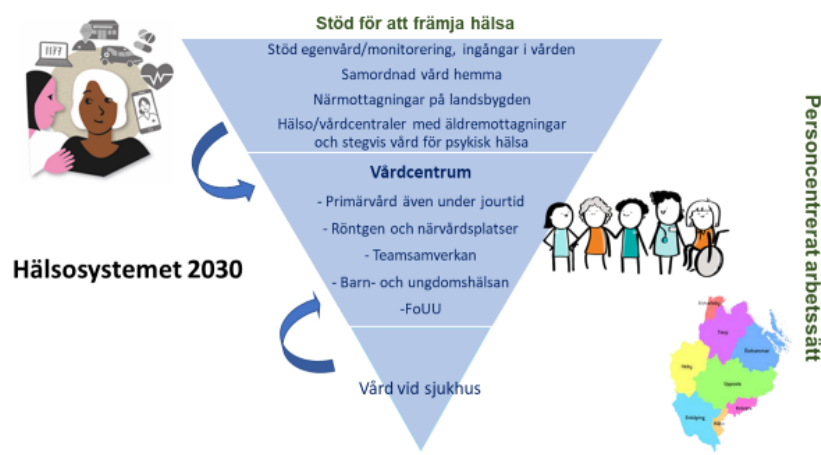 Stöd för att främja hälsa
Stöd egenvård/monitorering, ingångar i vården
Samordnad vård hemma
Närmottagningar på landsbygden
Hälso/vårdcentraler med äldremottagningar
och stegvis vård för psykisk hälsa
Vårdcentrum
- Primärvård även under jourtid
- Röntgen och närvårdsplatser
- Teamsamverkan
- Barn- och ungdomshälsan
-FoUU
Vård vid sjukhus
Hälsosystemet 2030
Personcentrerat arbetssätt
Tierp
Östhammar
Heby
Uppsala
Knivsta
Enköping